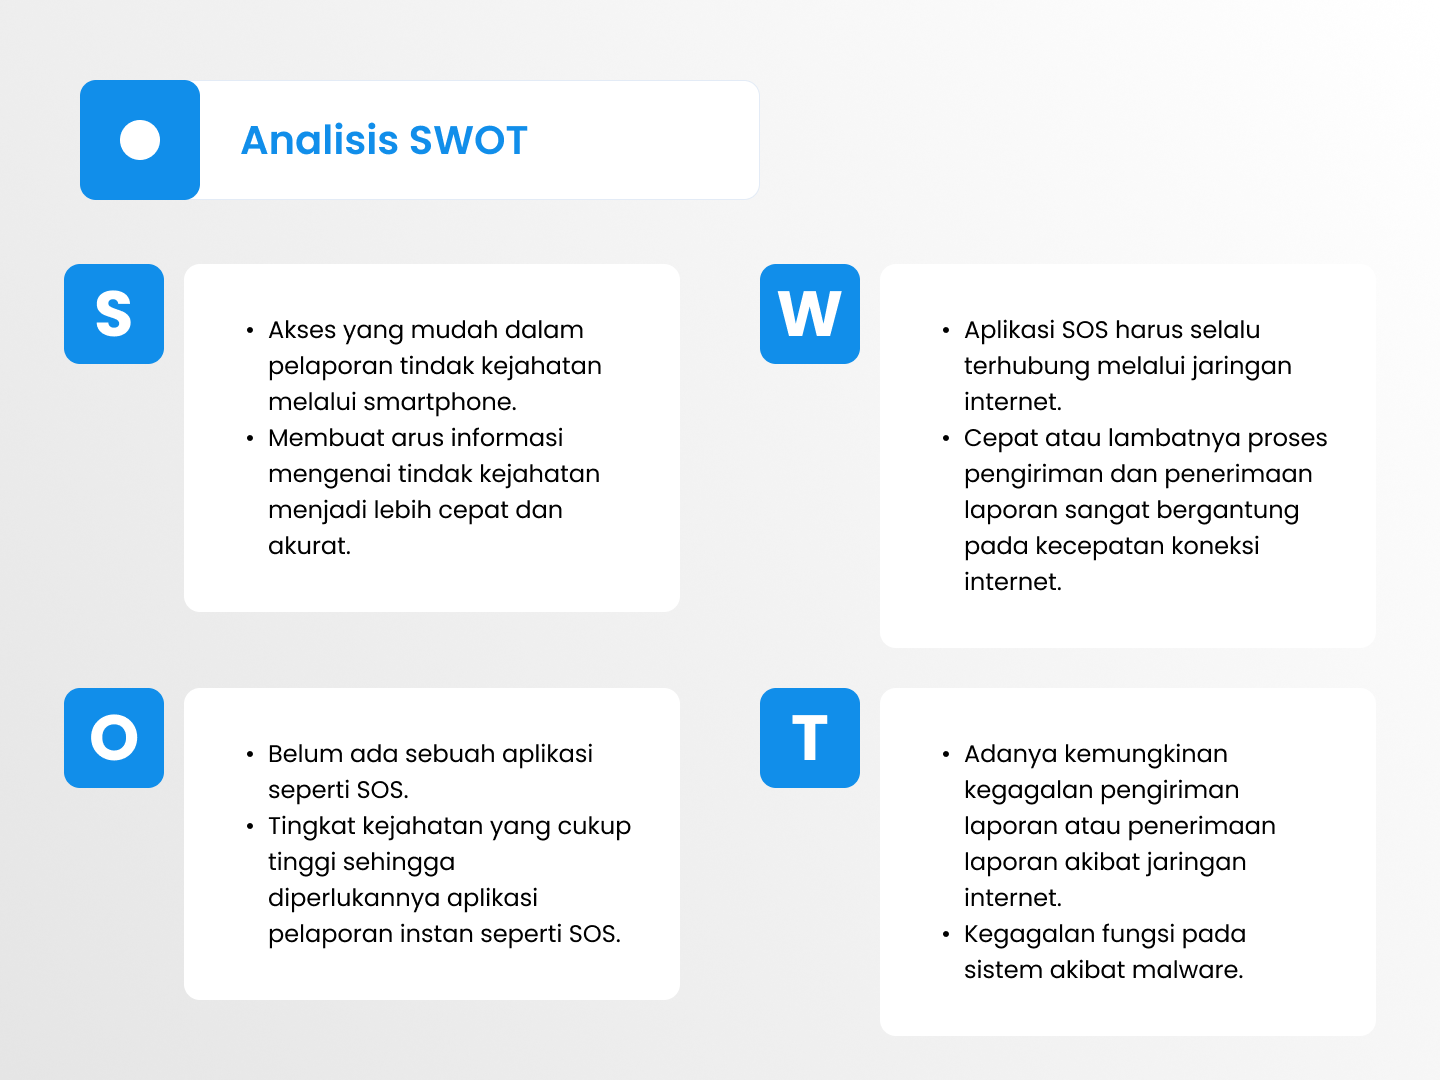 Analisis SWOT
S
• Akses yang mudah dalam
pelaporan tindak kejahatan
melalui smartphone.
• Membuat arus informasi
mengenai tindak kejahatan
menjadi lebih cepat dan
akurat.
W
• Aplikasi SOS harus selalu
terhubung melalui jaringan
internet.
• Cepat atau lambatnya proses
pengiriman dan penerimaan
laporan sangat bergantung
pada kecepatan koneksi
internet.
O
• Belum ada sebuah aplikasi
seperti SOS.
• Tingkat kejahatan yang cukup
tinggi sehingga
diperlukannya aplikasi
pelaporan instan seperti SOS.
T
• Adanya kemungkinan
kegagalan pengiriman
laporan atau penerimaan
laporan akibat jaringan
internet.
• Kegagalan fungsi pada
sistem akibat malware.